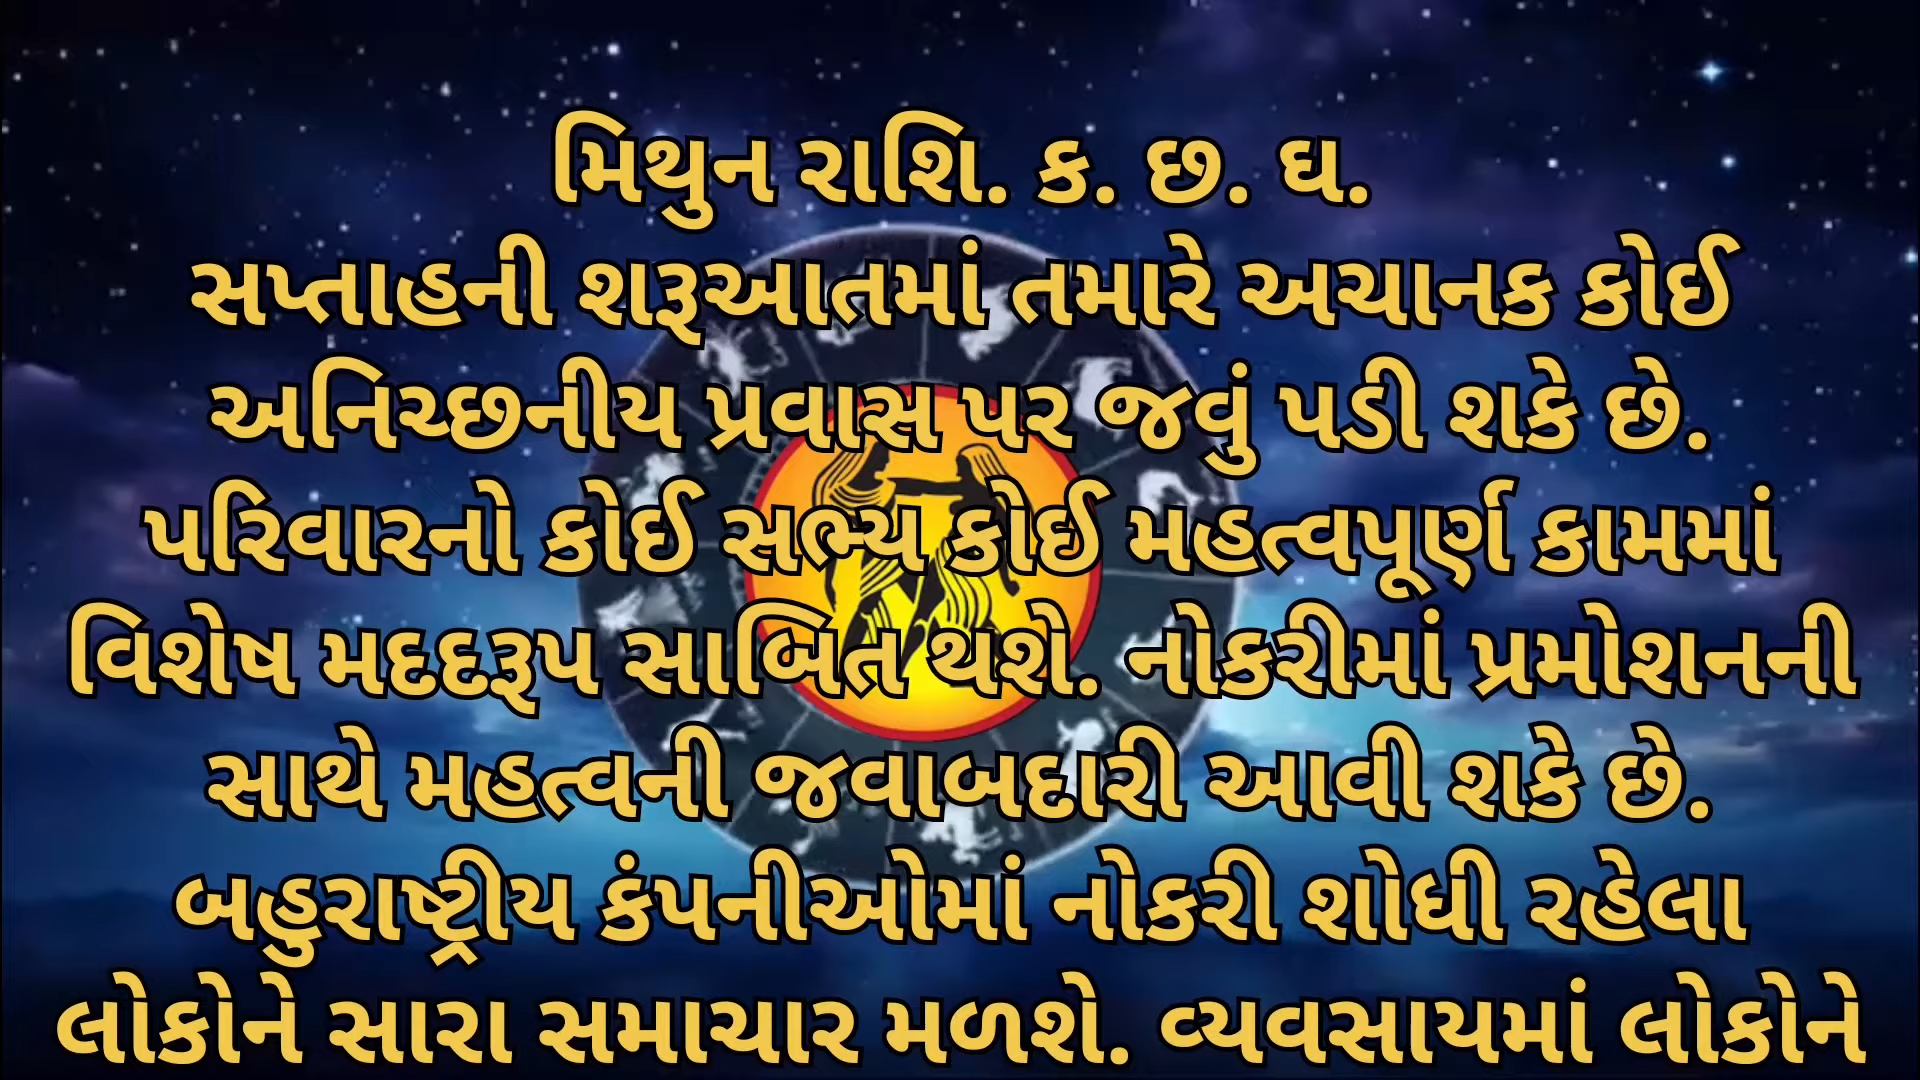 મિથુન રાશિ. ક. છ. ઘ.
સપ્તાહની શરૂઆતમાં તમારે અચાનક કોઈ
અનિચ્છનીય પ્રવાસ પર જવું પડી શકે છે.
પરિવારનો કોઈ સભ્ય કોઈ મહત્વપૂર્ણ કામમાં
વિશેષ મદદરૂપ સાબિત થશે. નોકરીમાં પ્રમોશનની
સાથે મહત્વની જવાબદારી આવી શકે છે.
બહુરાષ્ટ્રીય કંપનીઓમાં નોકરી શોધી રહેલા
લોકોને સારા સમાચાર મળશે. વ્યવસાયમાં લોકોને